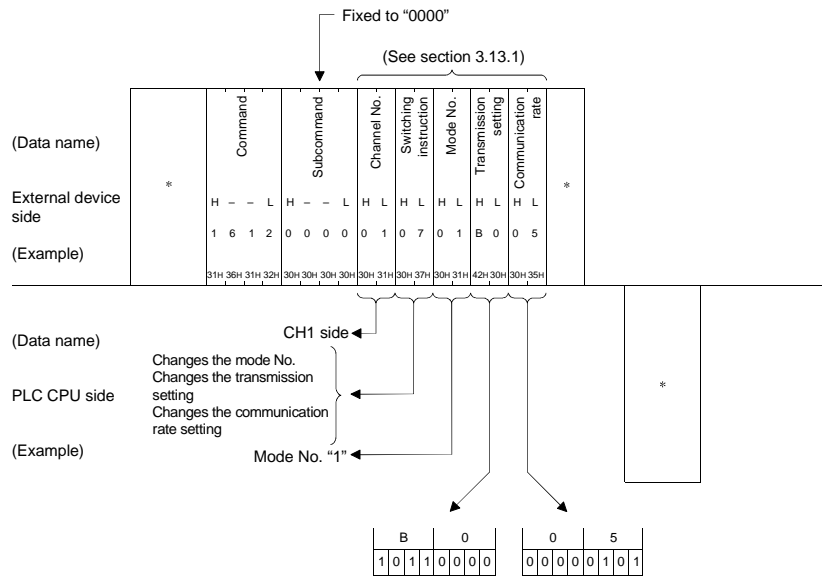 Fixed to “0000”
(See section 3.13.1)
(Data name)
Command
Subcommand
Channel No.
Switching instruction
Mode No.
Transmission setting
Communication rate
*
*
External device side
H – – L H – – L H L H L H L H L H L
1 6 1 2 0 0 0 0 0 1 0 7 0 1 B 0 0 5
(Example)
31H 36H 31H 32H 30H 30H 30H 30H 30H 31H 30H 37H 30H 31H 42H 30H 30H 35H
(Data name)
CH1 side
Changes the mode No.
Changes the transmission
setting
Changes the communication
rate setting
PLC CPU side
*
(Example)
Mode No. “1”
B 0 0 5
1 0 1 1 0 0 0 0 0 0 0 0 0 1 0 1